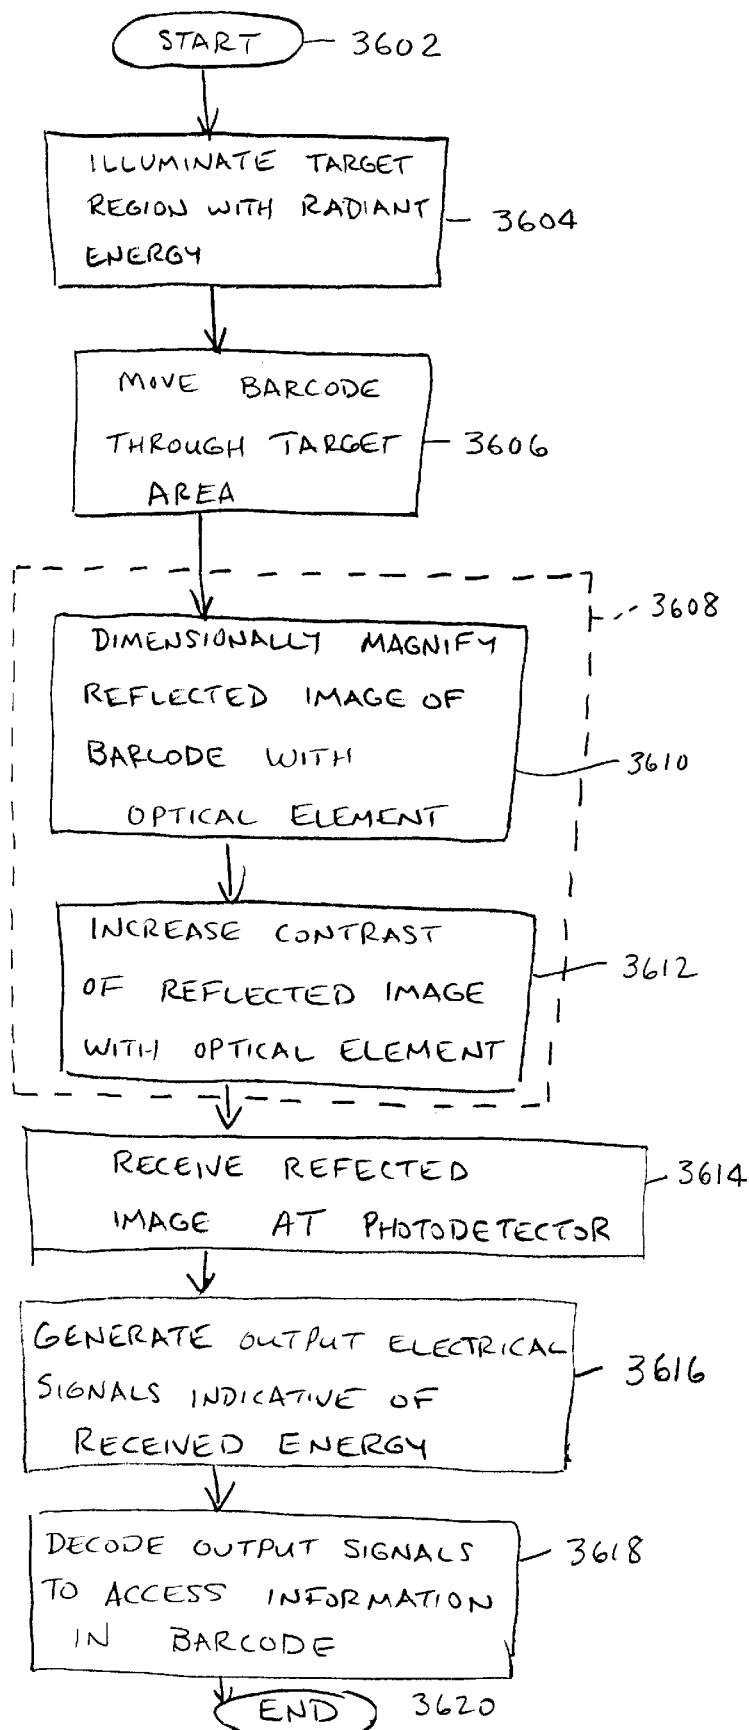 START 3602
ILLUMINATE TARGET
REGION WITH RADIANT
ENERGY
3604
MOVE BARCODE
THROUGH TARGET
AREA
3606
3608
DIMENSIONALLY MAGNIFY
REFLECTED IMAGE OF
BARCODE WITH
OPTICAL ELEMENT
3610
INCREASE CONTRAST
OF REFLECTED IMAGE
WITH OPTICAL ELEMENT
3612
RECEIVE REFECTED
IMAGE AT PHOTODETECTOR
3614
GENERATE OUTPUT ELECTRICAL
SIGNALS INDICATIVE OF
RECEIVED ENERGY
3616
DECODE OUTPUT SIGNALS
TO ACCESS INFORMATION
IN BARCODE
3618
END 3620